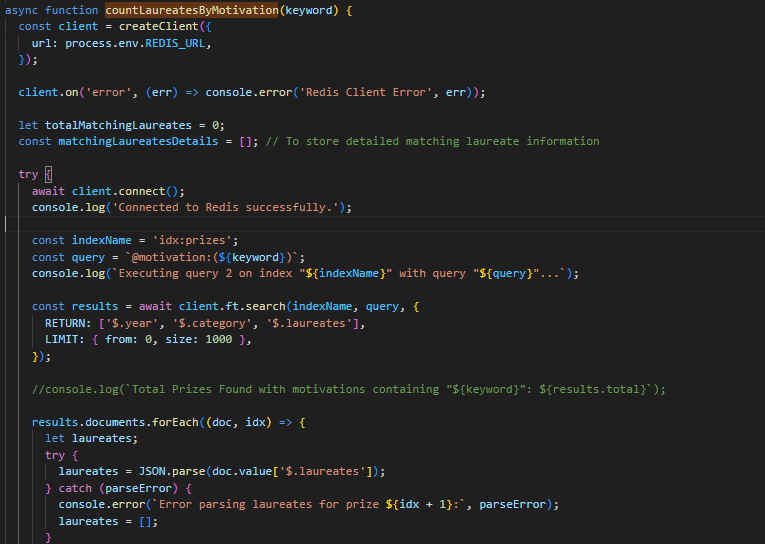 async function countLaureatesByMotivation(keyword) {
  const client = createClient({
    url: process.env.REDIS_URL,
  });

  client.on('error', (err) => console.error('Redis Client Error', err));

  let totalMatchingLaureates = 0;
  const matchingLaureatesDetails = []; // To store detailed matching laureate information

  try {
    await client.connect();
    console.log('Connected to Redis successfully.');

    const indexName = 'idx:prizes';
    const query = `@motivation:(${keyword})`;
    console.log(`Executing query 2 on index "${indexName}" with query "${query}"...`);

    const results = await client.ft.search(indexName, query, {
      RETURN: ['$.year', '$.category', '$.laureates'],
      LIMIT: { from: 0, size: 1000 },
    });

    //console.log(`Total Prizes Found with motivations containing "${keyword}": ${results.total}`);

    results.documents.forEach((doc, idx) => {
      let laureates;
      try {
        laureates = JSON.parse(doc.value['$.laureates']);
      } catch (parseError) {
        console.error(`Error parsing laureates for prize ${idx + 1}:`, parseError);
        laureates = [];
      }